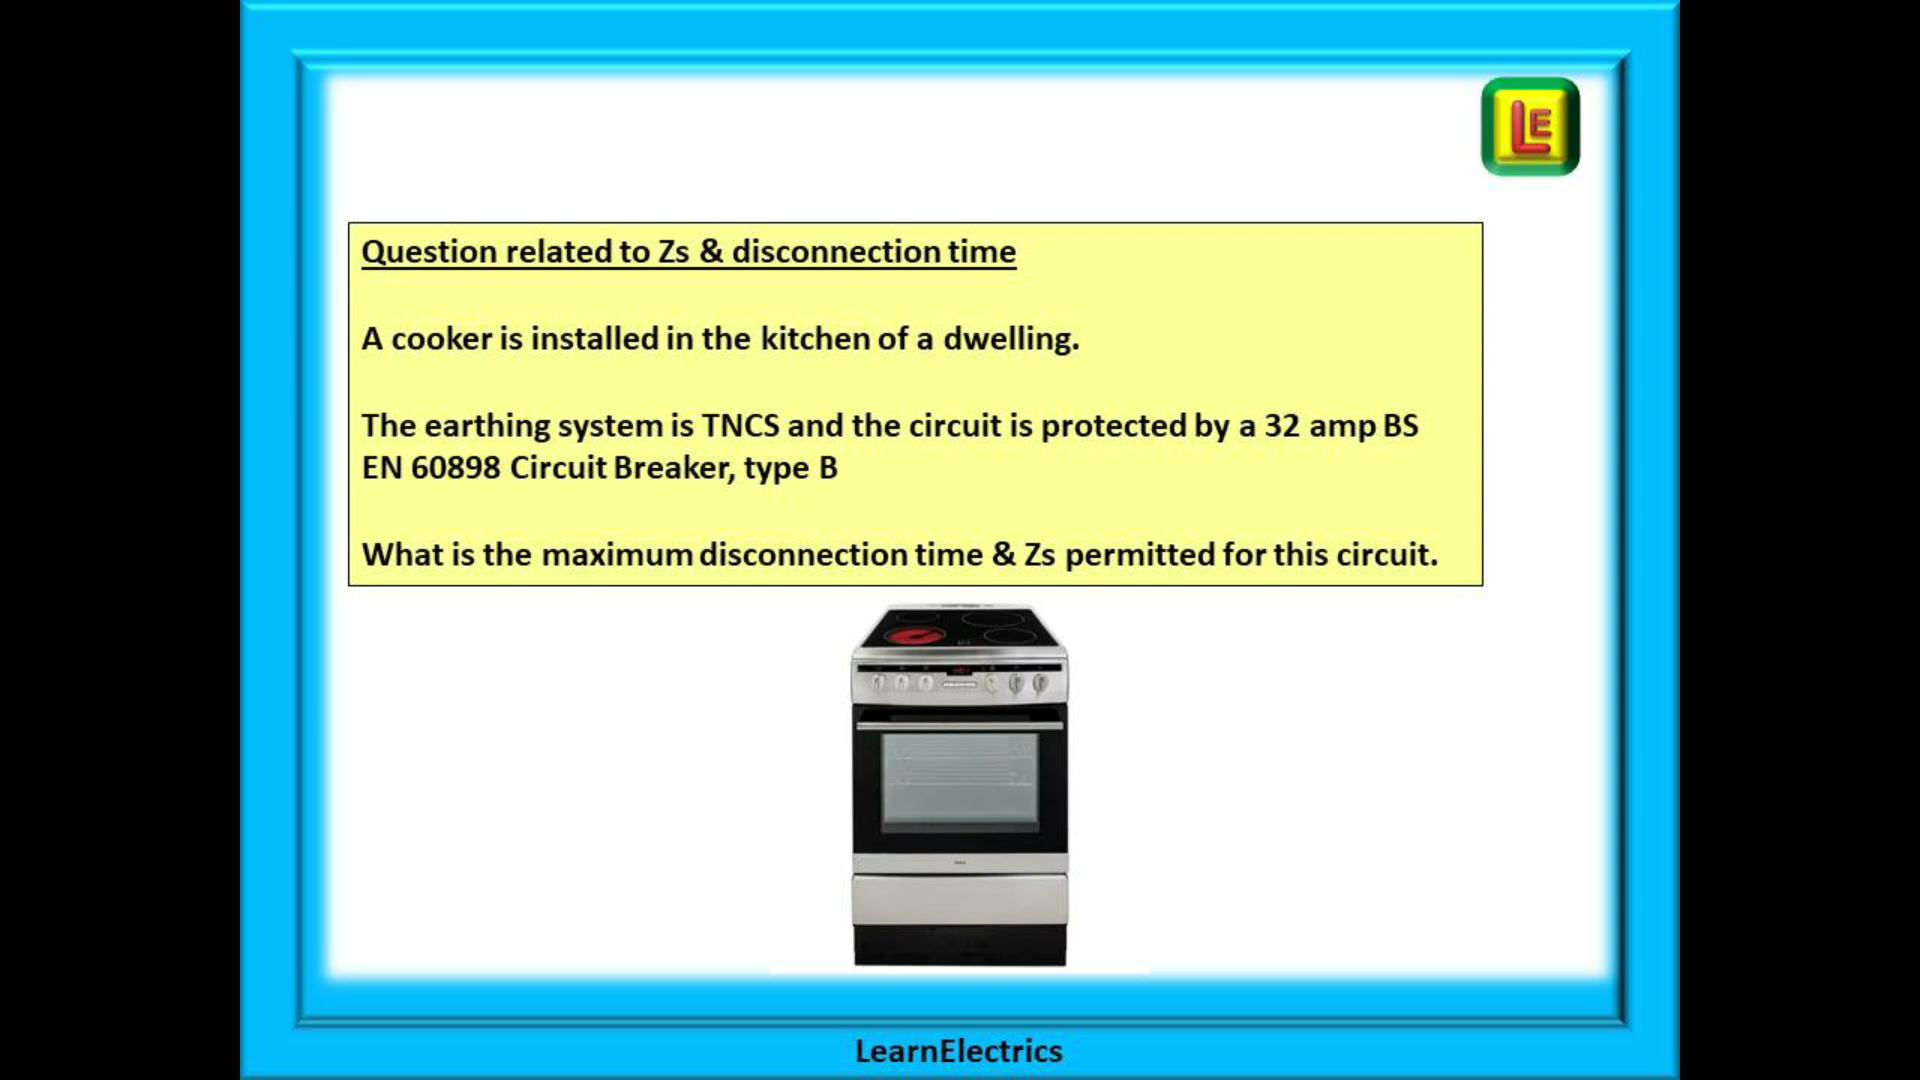 LE
Question related to Zs & disconnection time
A cooker is installed in the kitchen of a dwelling.
The earthing system is TNCS and the circuit is protected by a 32 amp BS
EN 60898 Circuit Breaker, type B
What is the maximum disconnection time & Zs permitted for this circuit.
LearnElectrics